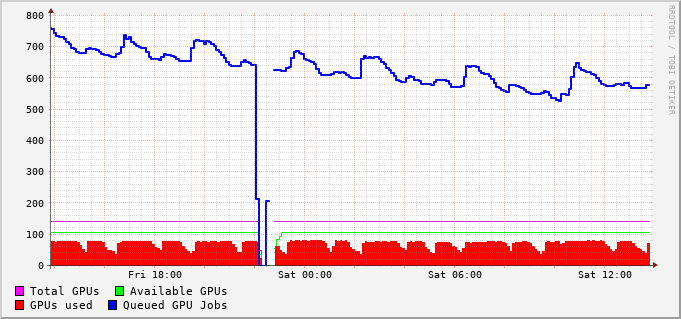 800
700
600
500
400
300
200
100
0
Fri 18:00 Sat 00:00 Sat 06:00 Sat 12:00
Total GPUs Available GPUs
GPUs used Queued GPU Jobs
RRDTOOL / TOBI OETIKER